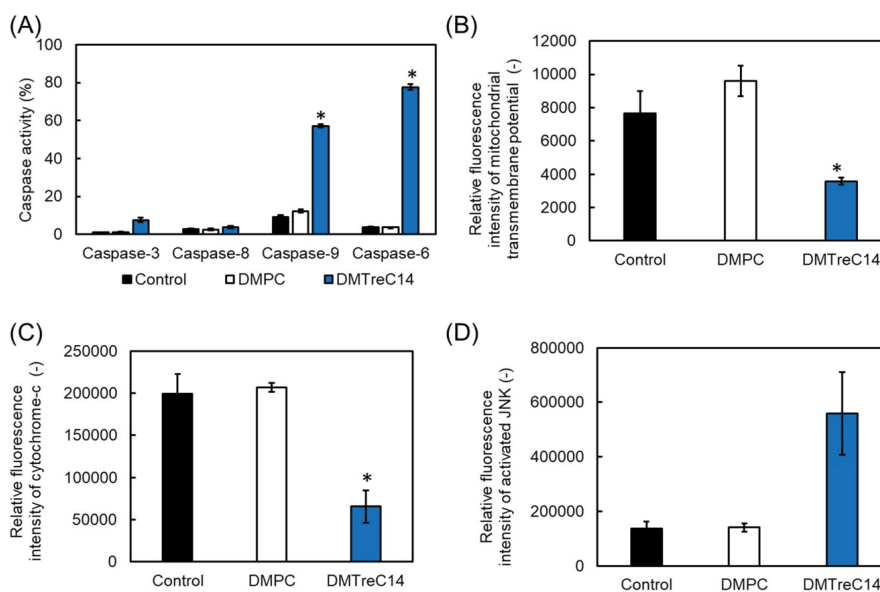 (A)
Caspase activity (%)
100
80
60
40
20
0
*
*
Caspase-3 Caspase-8 Caspase-9 Caspase-6
Control DMPC DMTreC14
(B)
Relative fluorescence
intensity of mitochondrial
transmembrane potential (-)
12000
10000
8000
6000
4000
2000
0
*
Control DMPC DMTreC14
(C)
Relative fluorescence
intensity of cytochrome-c (-)
250000
200000
150000
100000
50000
0
*
Control DMPC DMTreC14
(D)
Relative fluorescence
intensity of activated JNK (-)
800000
600000
400000
200000
0
Control DMPC DMTreC14